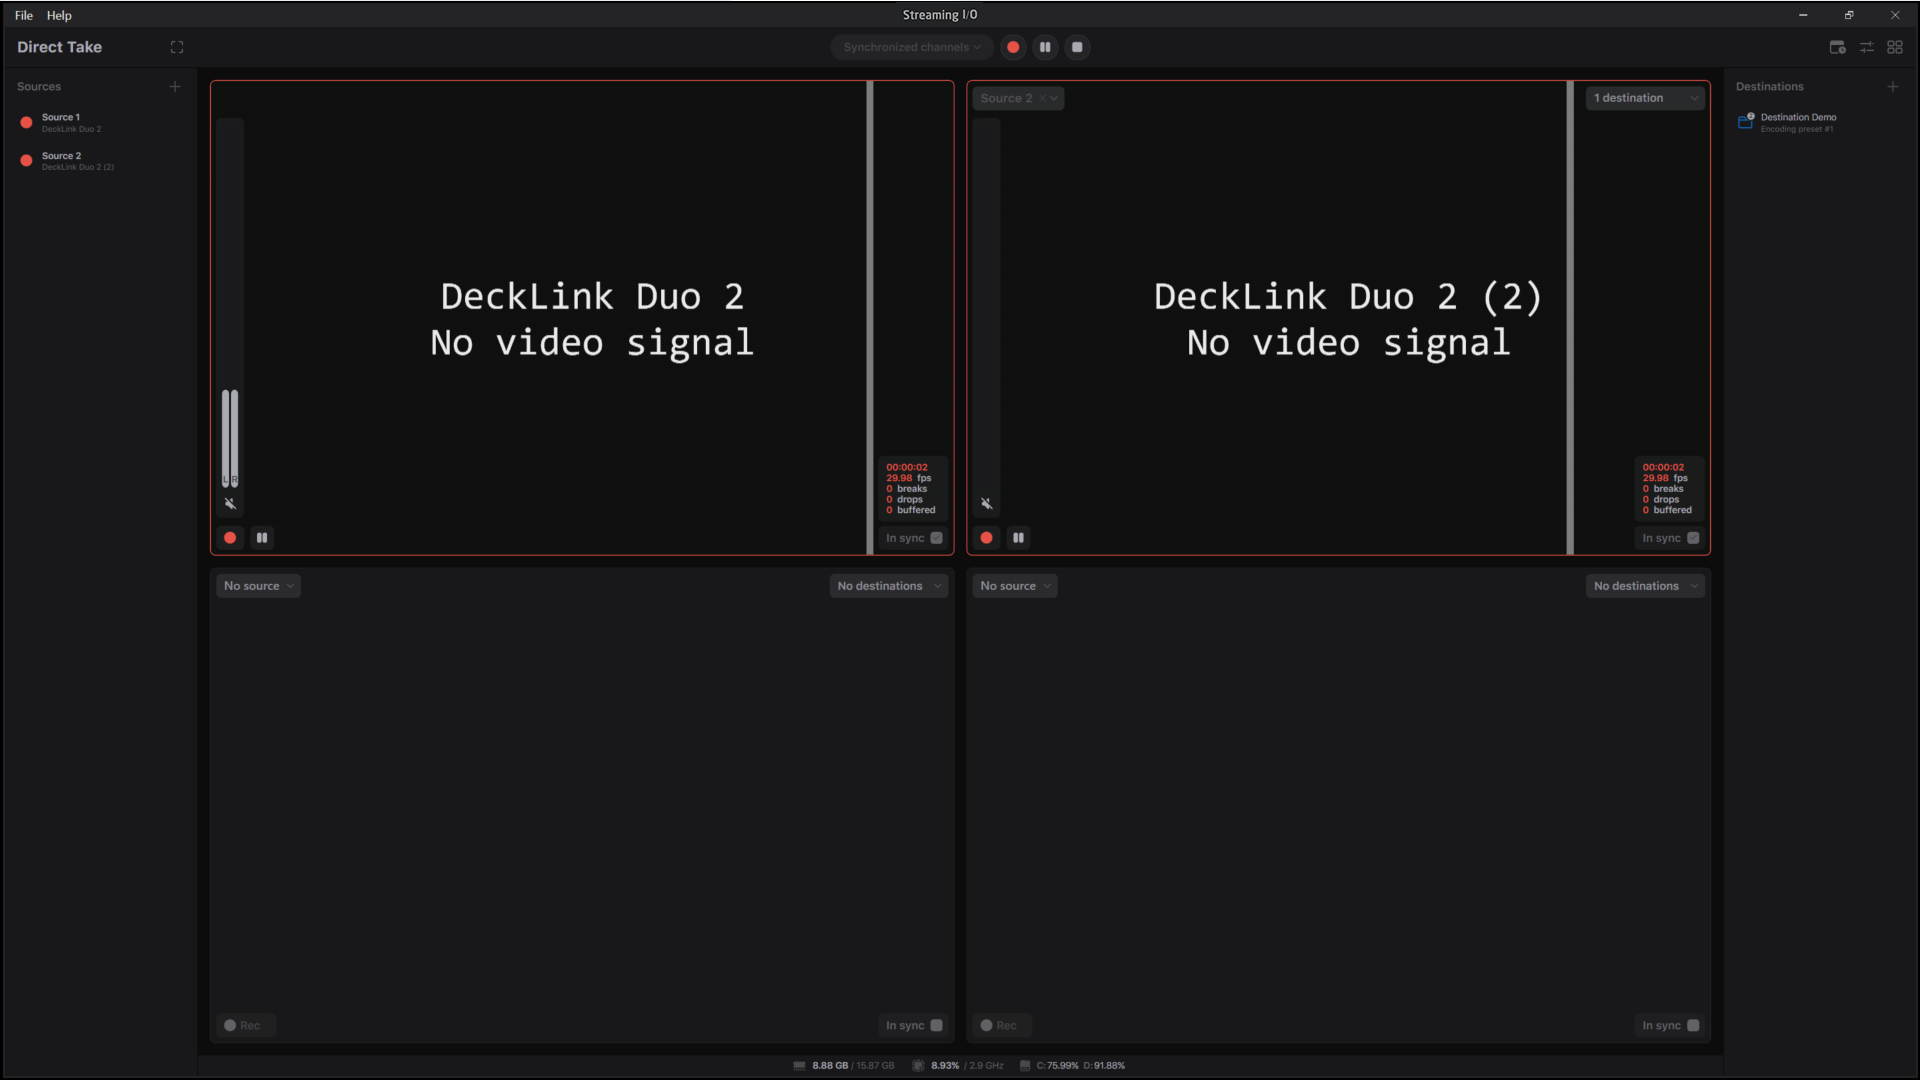 File Help
Streaming I/O
Direct Take
Synchronized channels
Sources
Source 1
DeckLink Duo 2
Source 2
DeckLink Duo 2 (2)
DeckLink Duo 2
No video signal
L R
00:00:02
29.98 fps
0 breaks
0 drops
0 buffered
In sync
Source 2
1 destination
DeckLink Duo 2 (2)
No video signal
00:00:02
29.98 fps
0 breaks
0 drops
0 buffered
In sync
No source
No destinations
Rec
In sync
No source
No destinations
Rec
In sync
Destinations
Destination Demo
Encoding preset #1
8.88 GB / 15.87 GB 8.93% / 2.9 GHz C:75.99% D:91.88%